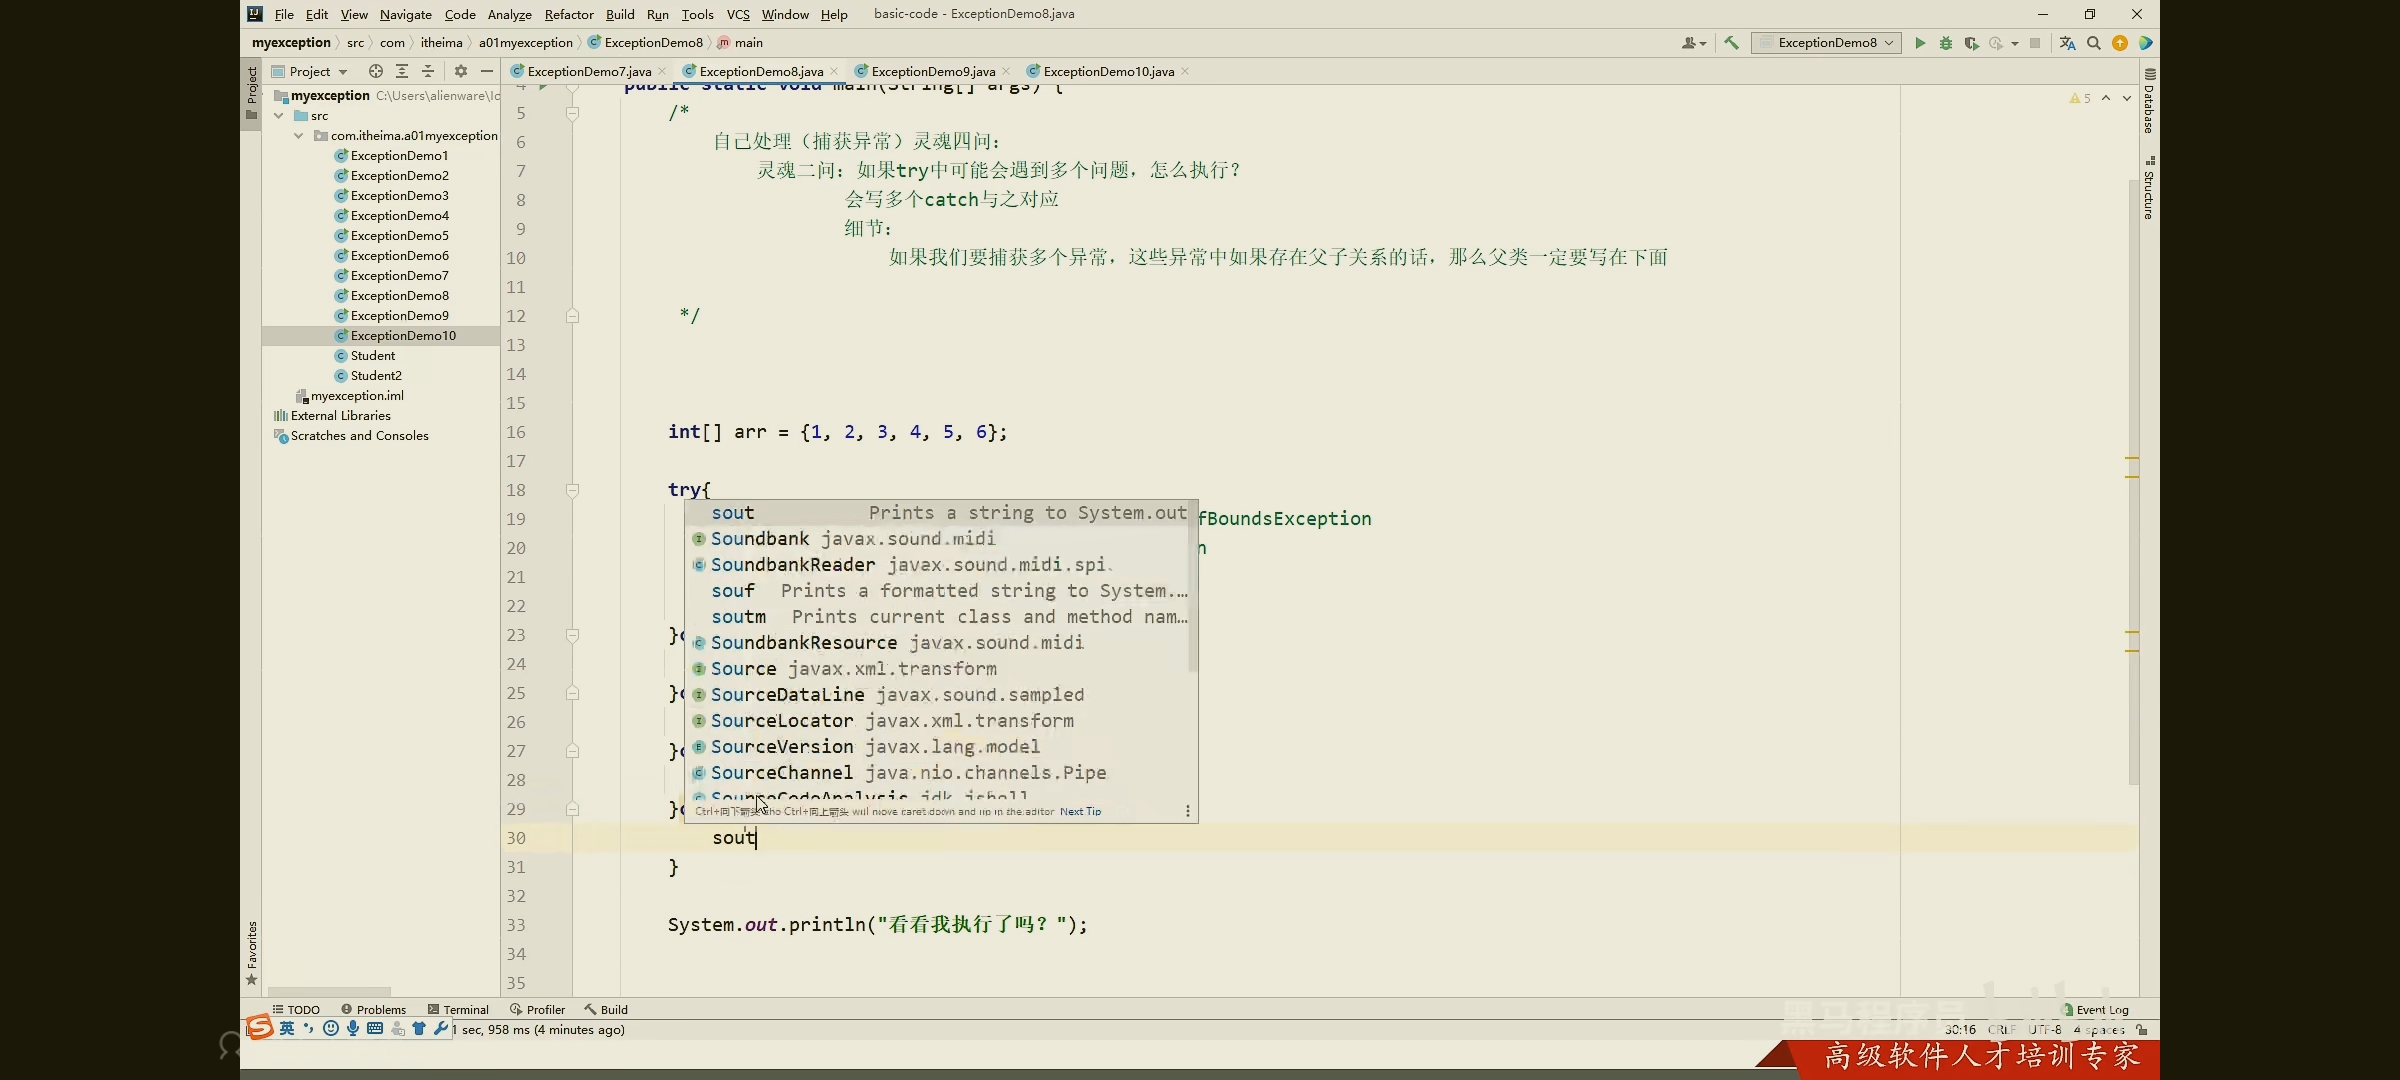 File Edit View Navigate Code Analyze Refactor Build Run Tools VCS Window Help basic-code - ExceptionDemo8.java
myexception src com itheima a01myexception ExceptionDemo8 main
ExceptionDemo8
Project
ExceptionDemo7.java ExceptionDemo8.java ExceptionDemo9.java ExceptionDemo10.java
Project
myexception C:\Users\alienware\Id
src
com.itheima.a01myexception
ExceptionDemo1
ExceptionDemo2
ExceptionDemo3
ExceptionDemo4
ExceptionDemo5
ExceptionDemo6
ExceptionDemo7
ExceptionDemo8
ExceptionDemo9
ExceptionDemo10
Student
Student2
myexception.iml
External Libraries
Scratches and Consoles
Favorites
4 public static void main(String[] args) {
5 /*
6 自己处理（捕获异常）灵魂四问：
7 灵魂二问：如果try中可能会遇到多个问题，怎么执行？
8 会写多个catch与之对应
9 细节：
10 如果我们要捕获多个异常，这些异常中如果存在父子关系的话，那么父类一定要写在下面
11
12 */
13
14
15
16 int[] arr = {1, 2, 3, 4, 5, 6};
17
18 try{
19 fBoundsException
20 n
21
22
23 }c
24
25 }c
26
27 }c
28
29 }c
30 sout
31 }
32
33 System.out.println("看看我执行了吗？");
34
35
sout Prints a string to System.out
Soundbank javax.sound.midi
SoundbankReader javax.sound.midi.spi.
souf Prints a formatted string to System.…
soutm Prints current class and method nam…
SoundbankResource javax.sound.midi
Source javax.xml.transform
SourceDataLine javax.sound.sampled
SourceLocator javax.xml.transform
SourceVersion javax.lang.model
SourceChannel java.nio.channels.Pipe
SourceCodeAnalysis jdk.jshell
Ctrl+向下箭头 and Ctrl+向上箭头 will move caret down and up in the editor Next Tip
5
Database
Structure
TODO Problems Terminal Profiler Build
Event Log
英
1 sec, 958 ms (4 minutes ago)
30:16 CRLF UTF-8 4 spaces
黑马程序员
高级软件人才培训专家